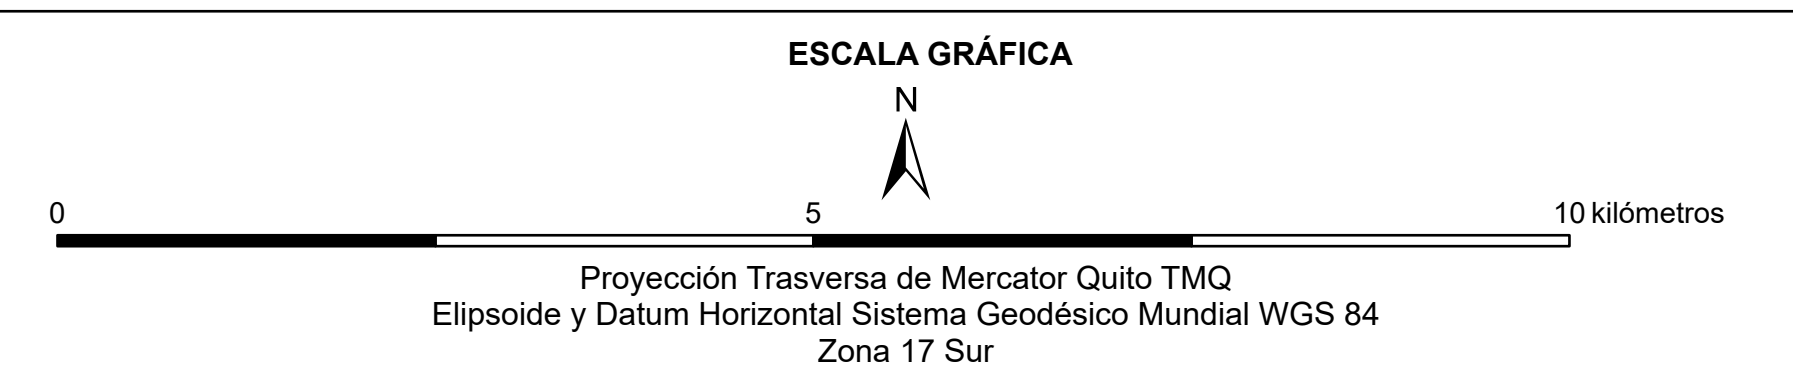 ESCALA GRÁFICA
N
0 5 10 kilómetros
Proyección Trasversa de Mercator Quito TMQ
Elipsoide y Datum Horizontal Sistema Geodésico Mundial WGS 84
Zona 17 Sur